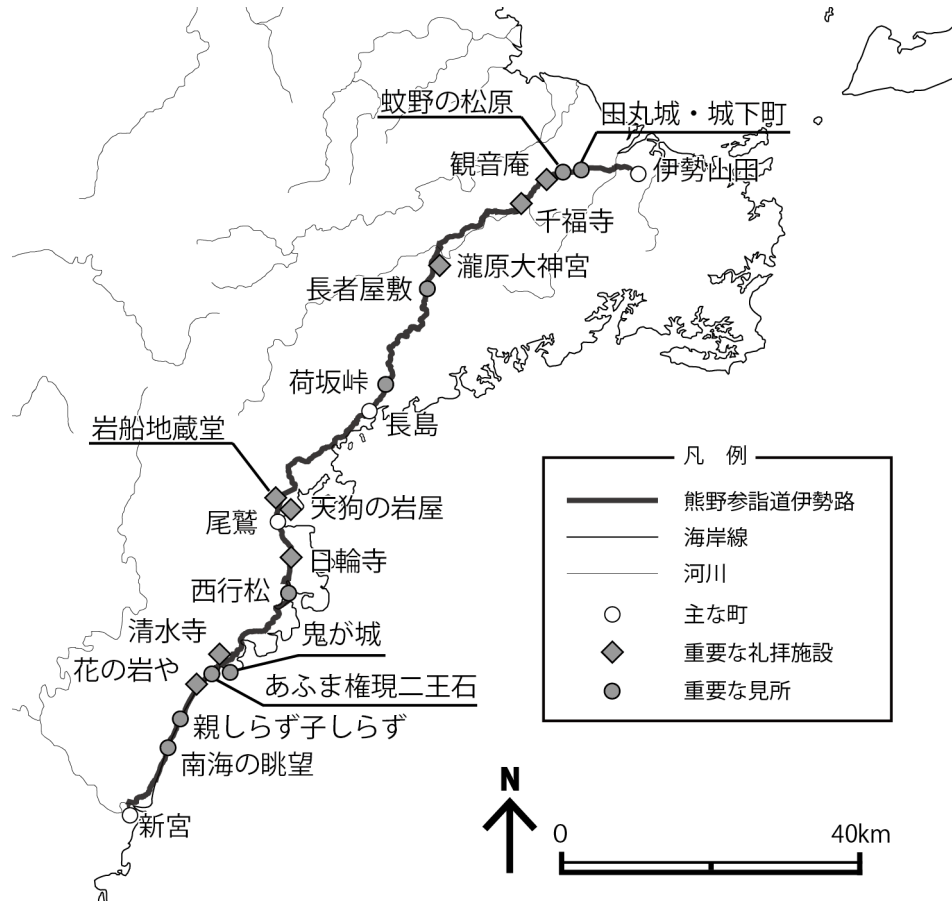 蚊野の松原
田丸城・城下町
観音庵
伊勢山田
千福寺
瀧原大神宮
長者屋敷
荷坂峠
長島
岩船地蔵堂
天狗の岩屋
尾鷲
日輪寺
西行松
清水寺
鬼が城
花の岩や
あふま権現二王石
親しらず子しらず
南海の眺望
新宮
凡 例
熊野参詣道伊勢路
海岸線
河川
主な町
重要な礼拝施設
重要な見所
N
0 40km